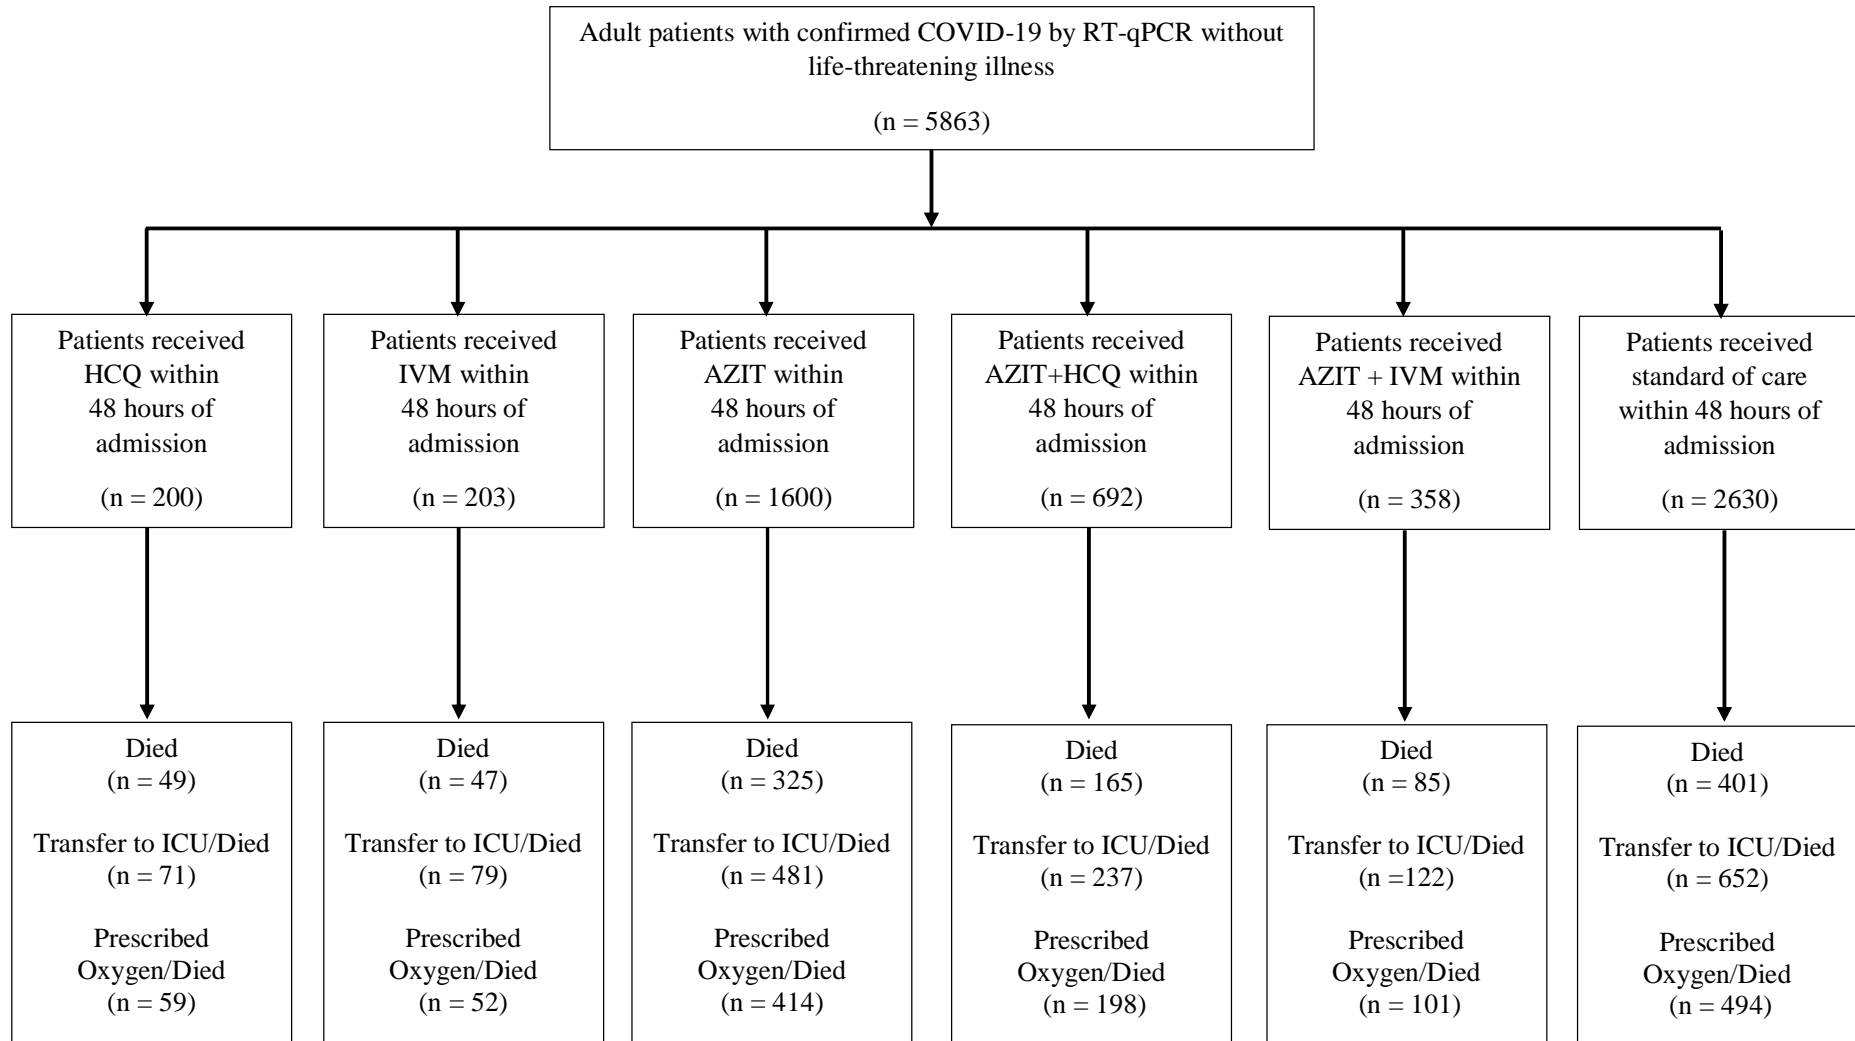 Adult patients with confirmed COVID-19 by RT-qPCR without
life-threatening illness
(n = 5863)
Patients received
HCQ within
48 hours of
admission
(n = 200)
Patients received
IVM within
48 hours of
admission
(n = 203)
Patients received
AZIT within
48 hours of
admission
(n = 1600)
Patients received
AZIT+HCQ within
48 hours of
admission
(n = 692)
Patients received
AZIT + IVM within
48 hours of
admission
(n = 358)
Patients received
standard of care
within 48 hours of
admission
(n = 2630)
Died
(n = 49)
Transfer to ICU/Died
(n = 71)
Prescribed
Oxygen/Died
(n = 59)
Died
(n = 47)
Transfer to ICU/Died
(n = 79)
Prescribed
Oxygen/Died
(n = 52)
Died
(n = 325)
Transfer to ICU/Died
(n = 481)
Prescribed
Oxygen/Died
(n = 414)
Died
(n = 165)
Transfer to ICU/Died
(n = 237)
Prescribed
Oxygen/Died
(n = 198)
Died
(n = 85)
Transfer to ICU/Died
(n =122)
Prescribed
Oxygen/Died
(n = 101)
Died
(n = 401)
Transfer to ICU/Died
(n = 652)
Prescribed
Oxygen/Died
(n = 494)